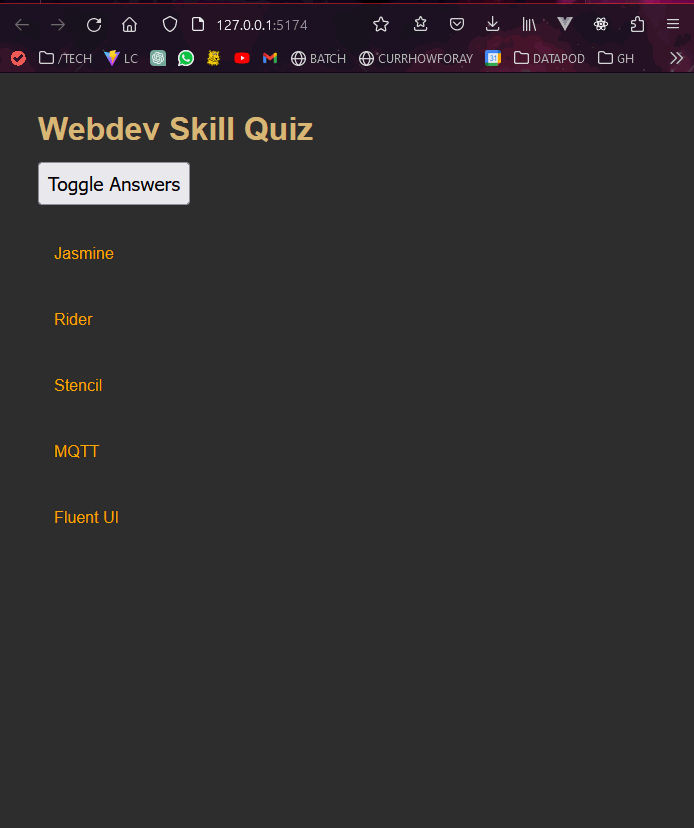 127.0.0.1:5174
/TECH LC BATCH CURRHOWFORAY 31 DATAPOD GH
Webdev Skill Quiz
Toggle Answers
Jasmine
Rider
Stencil
MQTT
Fluent UI